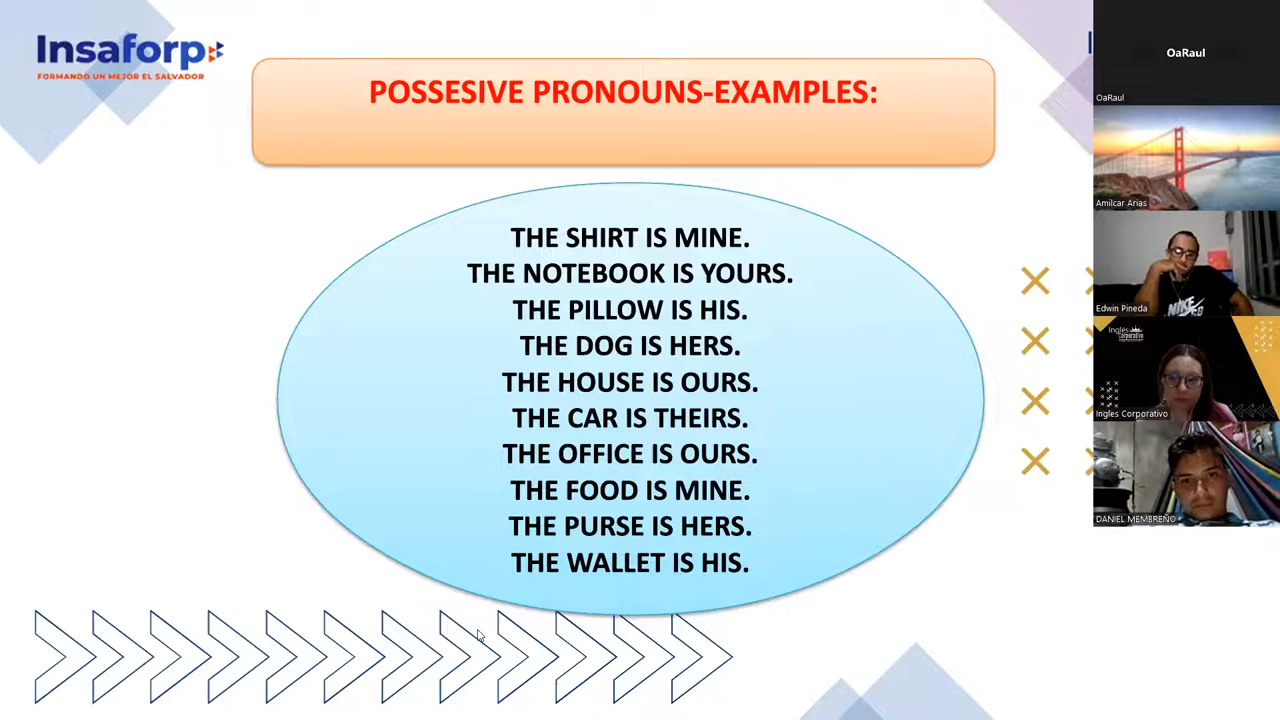 Insaforp
FORMANDO UN MEJOR EL SALVADOR
POSSESIVE PRONOUNS-EXAMPLES:
THE SHIRT IS MINE.
THE NOTEBOOK IS YOURS.
THE PILLOW IS HIS.
THE DOG IS HERS.
THE HOUSE IS OURS.
THE CAR IS THEIRS.
THE OFFICE IS OURS.
THE FOOD IS MINE.
THE PURSE IS HERS.
THE WALLET IS HIS.
OaRaul
OaRaul
Amilcar Arias
Edwin Pineda
NIKE
Inglés
Corporativo
Ingles Corporativo
DANIEL MEMBREÑO